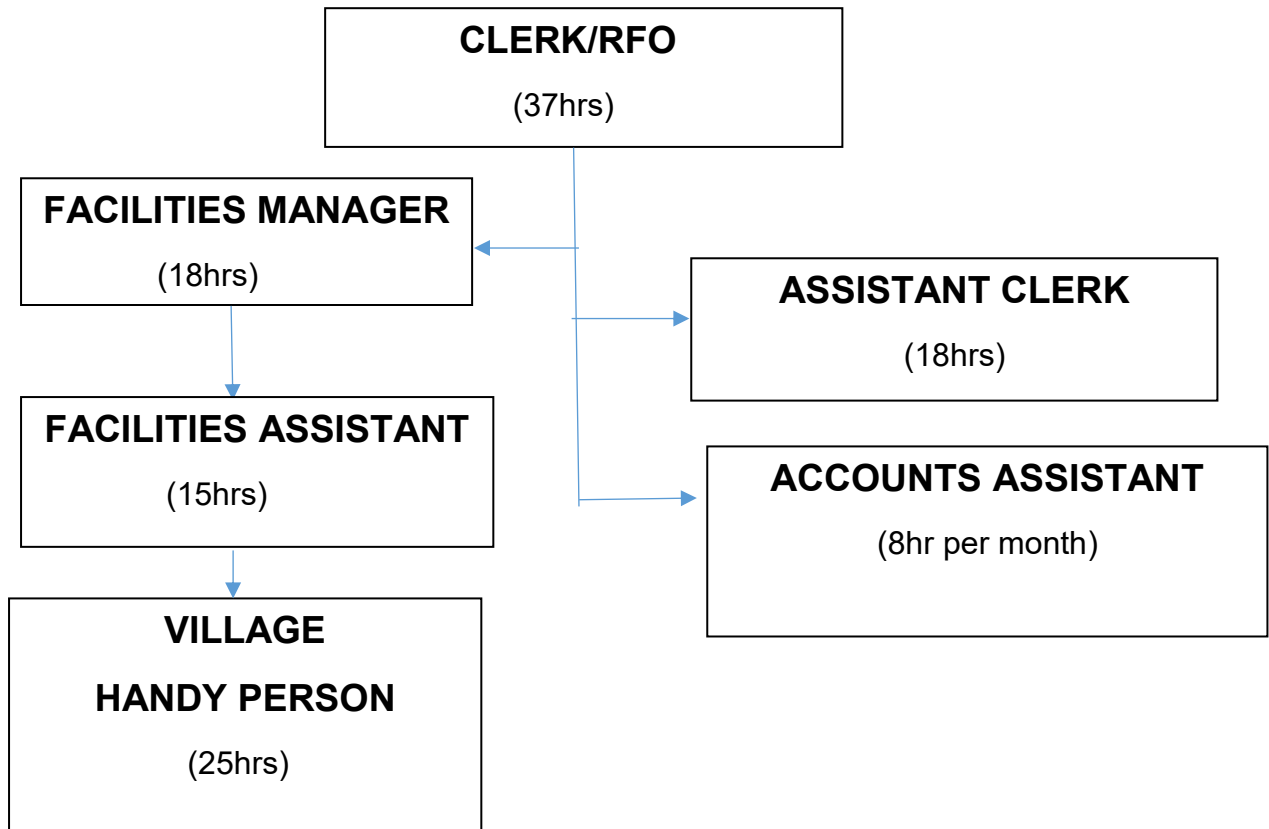 CLERK/RFO
(37hrs)
FACILITIES MANAGER
(18hrs)
ASSISTANT CLERK
(18hrs)
FACILITIES ASSISTANT
(15hrs)
ACCOUNTS ASSISTANT
(8hr per month)
VILLAGE
HANDY PERSON
(25hrs)